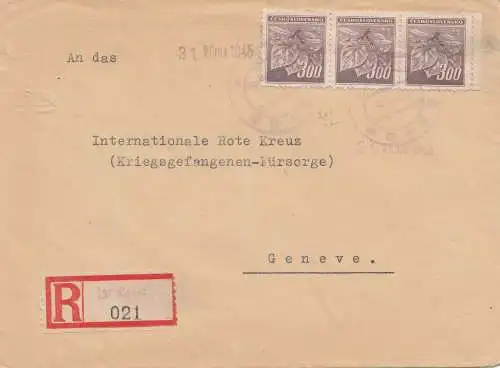 ČESKOSLOVENSKO ČESKOSLOVENSKO ČESKOSLOVENSKO
300 300 300
An das
Internationale Rote Kreuz
(Kriegsgefangenen-Fürsorge)
Geneve.
R
021